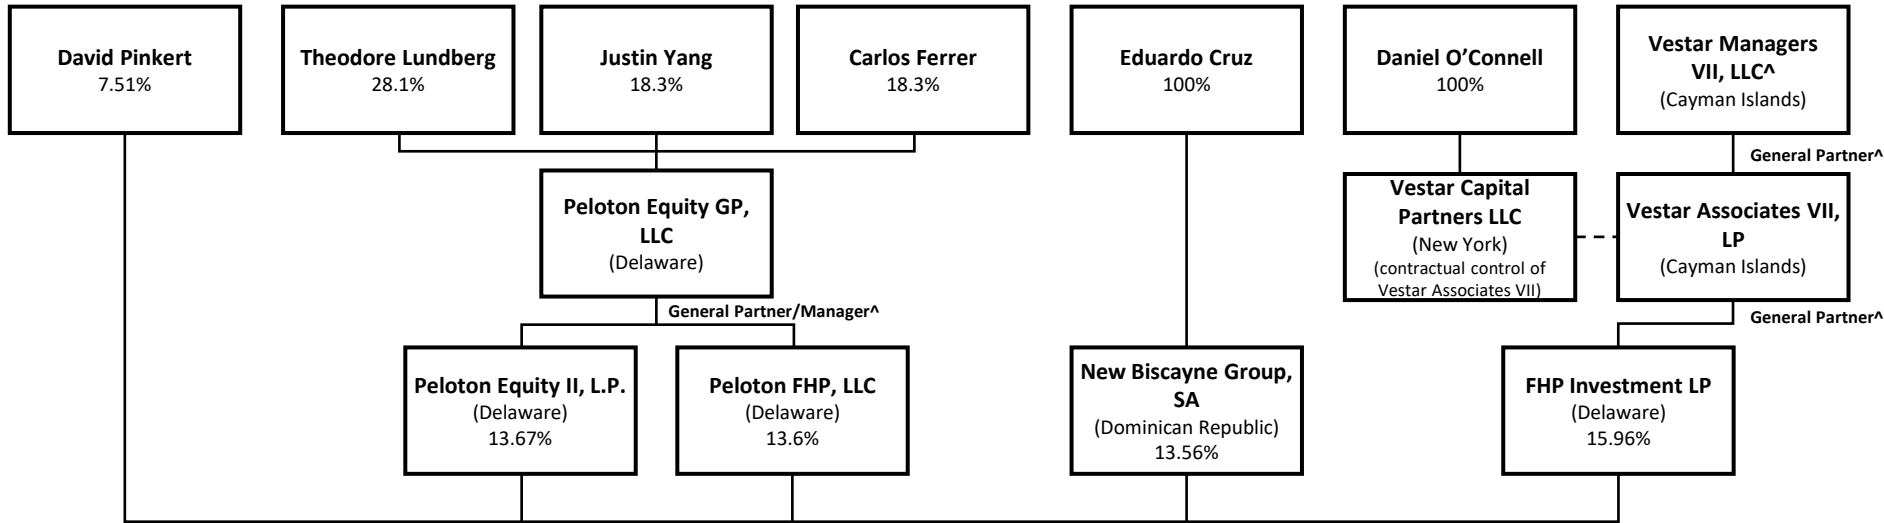 David Pinkert
7.51%
Theodore Lundberg
28.1%
Justin Yang
18.3%
Carlos Ferrer
18.3%
Eduardo Cruz
100%
Daniel O’Connell
100%
Vestar Managers
VII, LLC^
(Cayman Islands)
General Partner^
Peloton Equity GP,
LLC
(Delaware)
Vestar Capital
Partners LLC
(New York)
(contractual control of
Vestar Associates VII)
Vestar Associates VII,
LP
(Cayman Islands)
General Partner/Manager^
General Partner^
Peloton Equity II, L.P.
(Delaware)
13.67%
Peloton FHP, LLC
(Delaware)
13.6%
New Biscayne Group,
SA
(Dominican Republic)
13.56%
FHP Investment LP
(Delaware)
15.96%